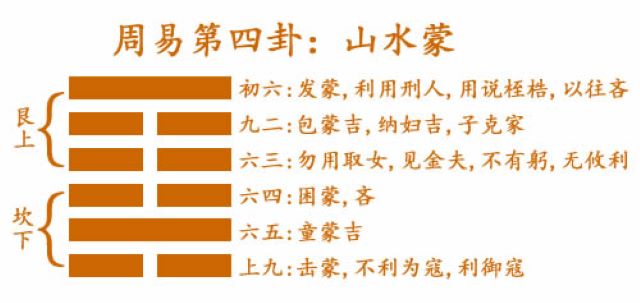 周易第四卦：山水蒙
艮上
初六：发蒙，利用刑人，用说桎梏，以往吝
九二：包蒙吉，纳妇吉，子克家
六三：勿用取女，见金夫，不有躬，无攸利
坎下
六四：困蒙，吝
六五：童蒙吉
上九：击蒙，不利为寇，利御寇